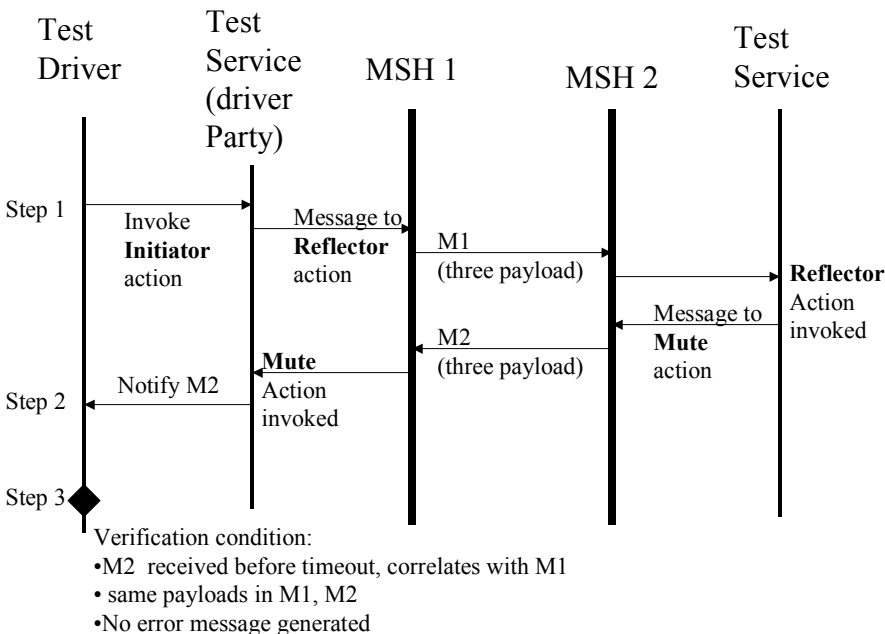 Test
Driver
Test
Service
(driver
Party)
MSH 1
MSH 2
Test
Service
Step 1
Invoke
Initiator
action
Message to
Reflector
action
M1
(three payload)
Reflector
Action
invoked
Message to
Mute
action
M2
(three payload)
Mute
Action
invoked
Notify M2
Step 2
Step 3
Verification condition:
•M2  received before timeout, correlates with M1
• same payloads in M1, M2
•No error message generated